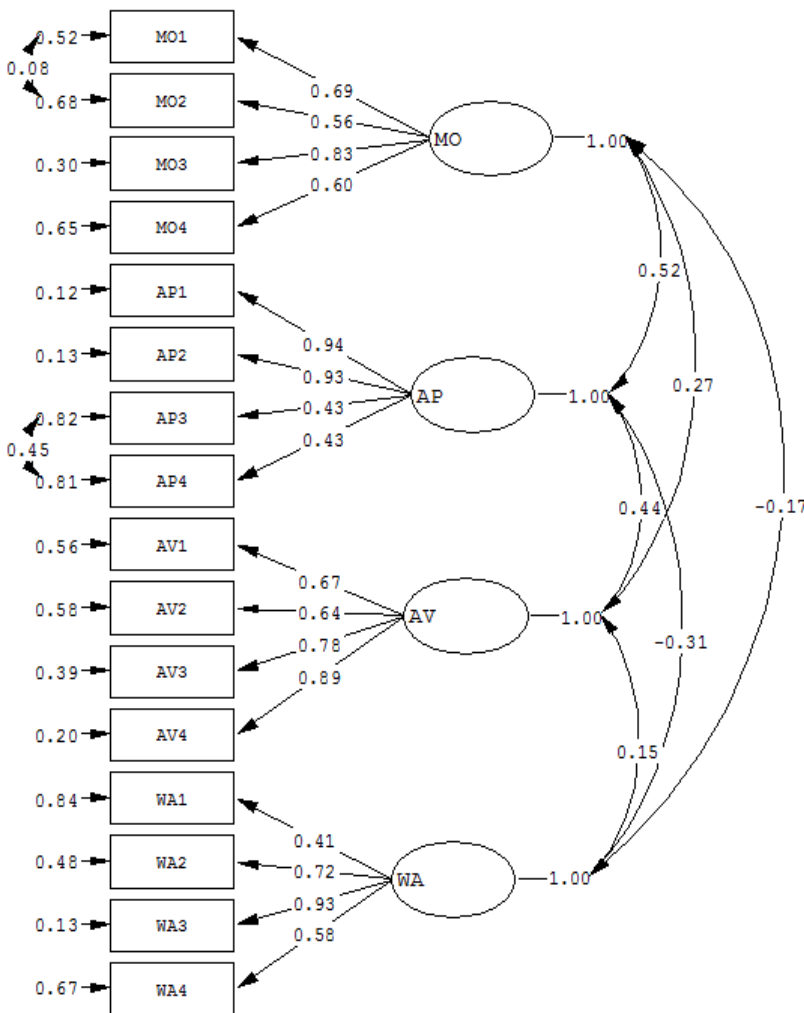 0.52 MO1
0.08
0.69
0.68 MO2
0.56
MO 1.00
0.30 MO3
0.83
0.60
0.65 MO4
0.52
0.12 AP1
0.94
0.13 AP2
0.93
0.27
AP 1.00
0.82 AP3
0.43
0.45
0.43
0.81 AP4
0.44
-0.17
0.56 AV1
0.67
0.58 AV2
0.64
AV 1.00
0.78
-0.31
0.39 AV3
0.89
0.20 AV4
0.15
0.84 WA1
0.41
0.48 WA2
0.72
WA 1.00
0.93
0.13 WA3
0.58
0.67 WA4